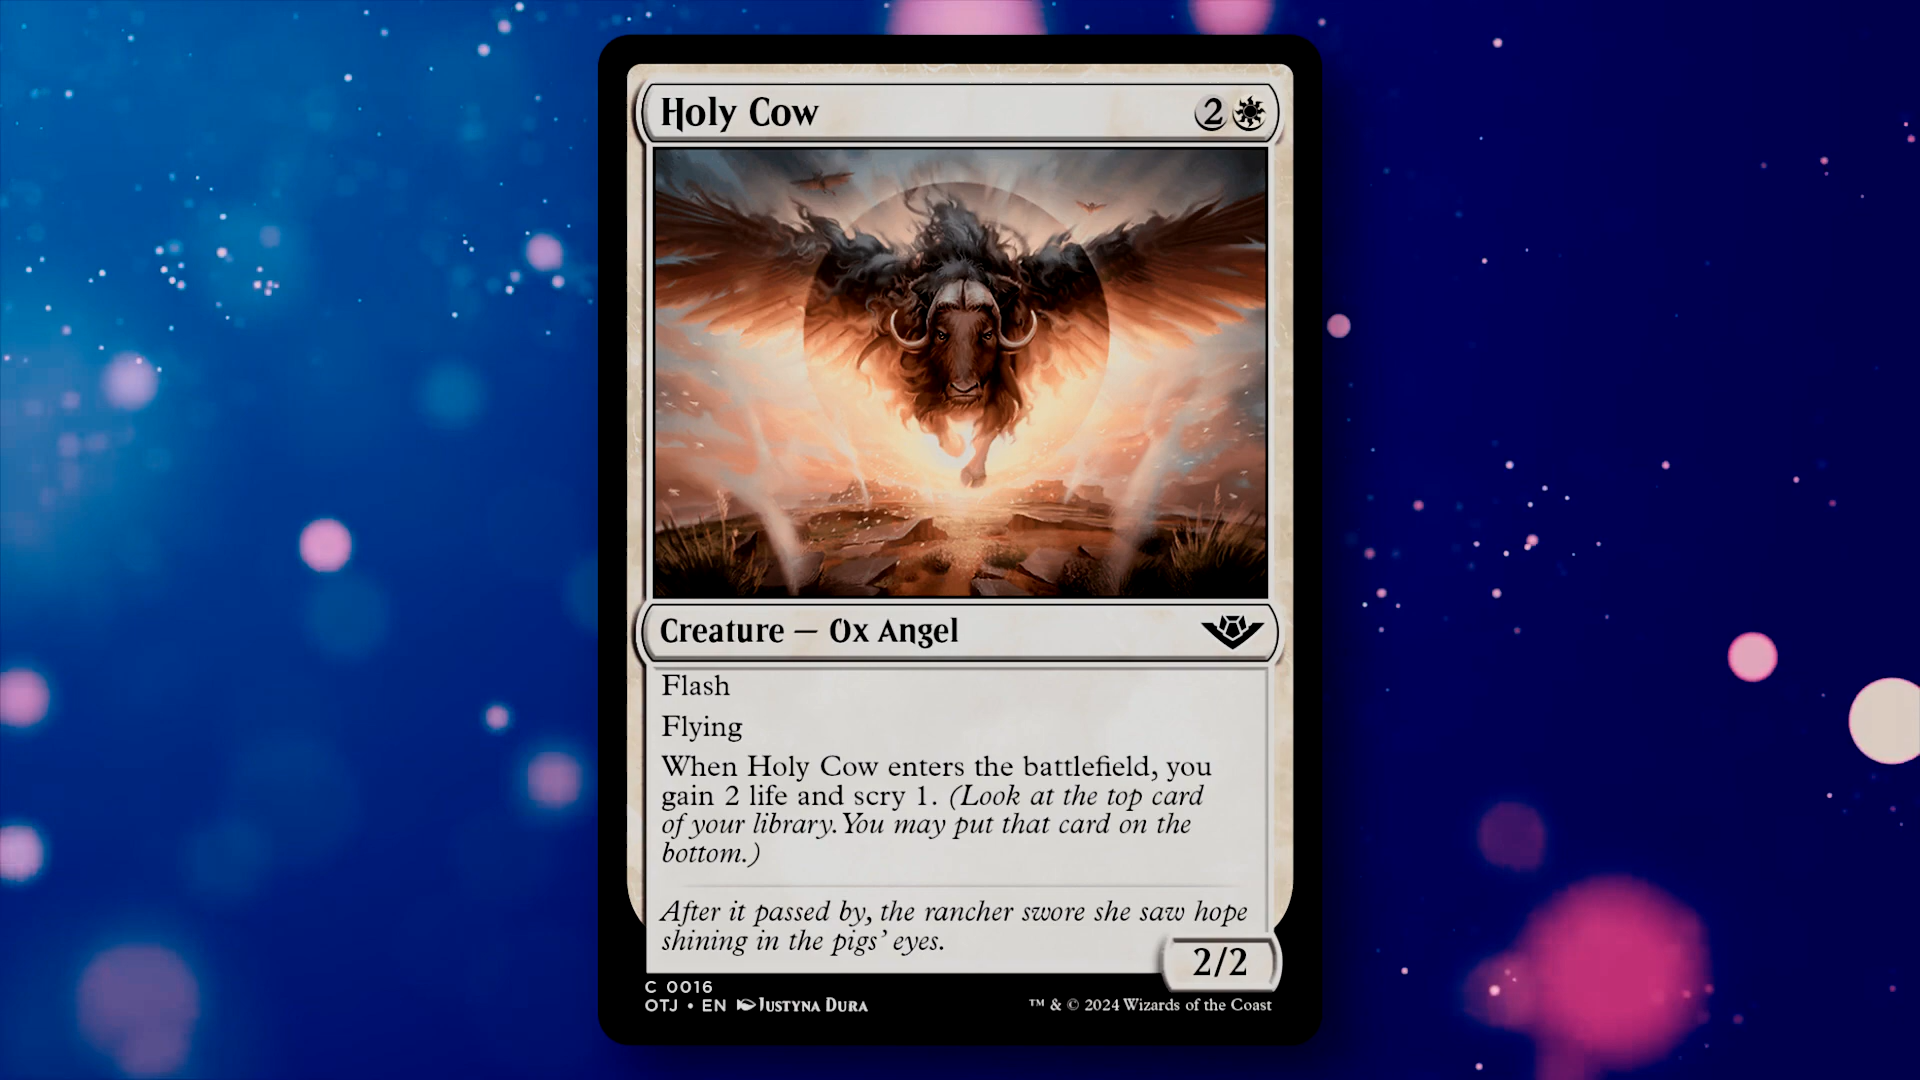 Holy Cow 2
Creature — Ox Angel
Flash
Flying
When Holy Cow enters the battlefield, you
gain 2 life and scry 1. (Look at the top card
of your library. You may put that card on the
bottom.)
After it passed by, the rancher swore she saw hope
shining in the pigs’ eyes.
2/2
C 0016
OTJ • EN Justyna Dura
™ & © 2024 Wizards of the Coast